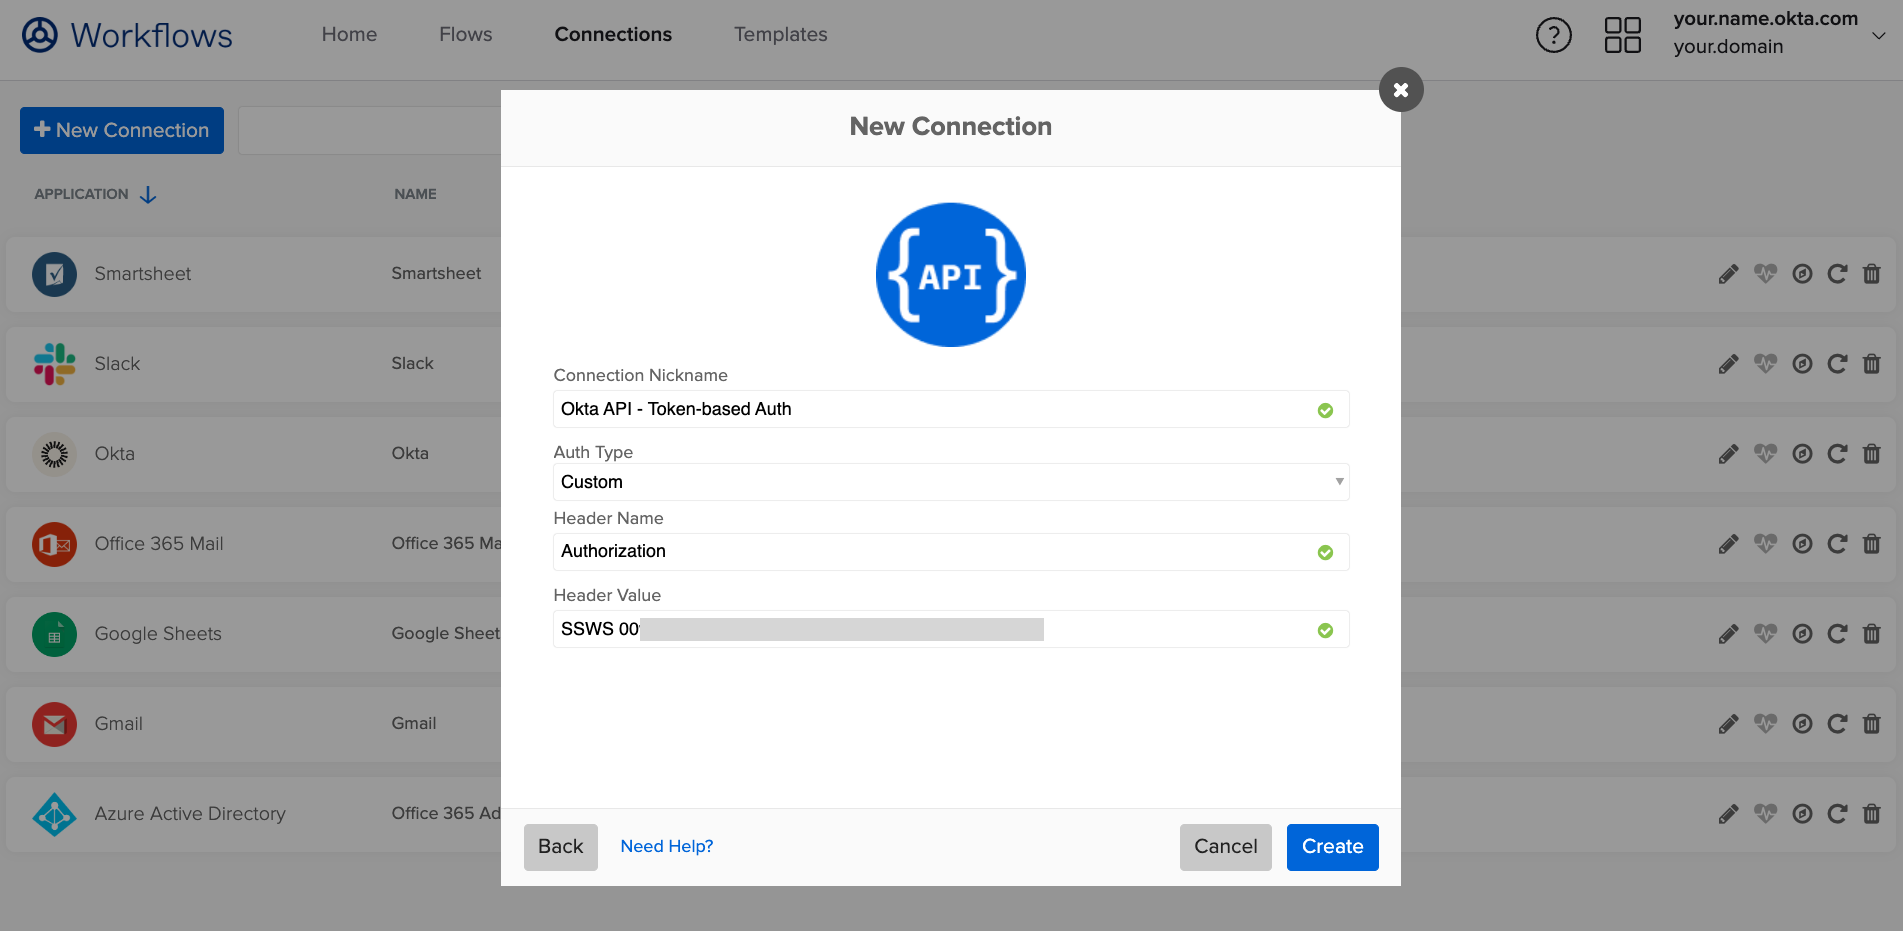 Workflows
Home
Flows
Connections
Templates
?
your.name.okta.com
your.domain
New Connection
APPLICATION
NAME
Smartsheet
Smartsheet
Slack
Slack
Okta
Okta
Office 365 Mail
Office 365 Ma
Google Sheets
Google Sheet
Gmail
Gmail
Azure Active Directory
Office 365 Ad
New Connection
{API}
Connection Nickname
Okta API - Token-based Auth
Auth Type
Custom
Header Name
Authorization
Header Value
SSWS 00
Back
Need Help?
Cancel
Create